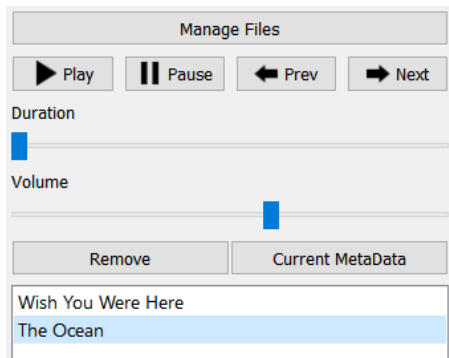 Manage Files
Play Pause Prev Next
Duration
Volume
Remove Current MetaData
Wish You Were Here
The Ocean